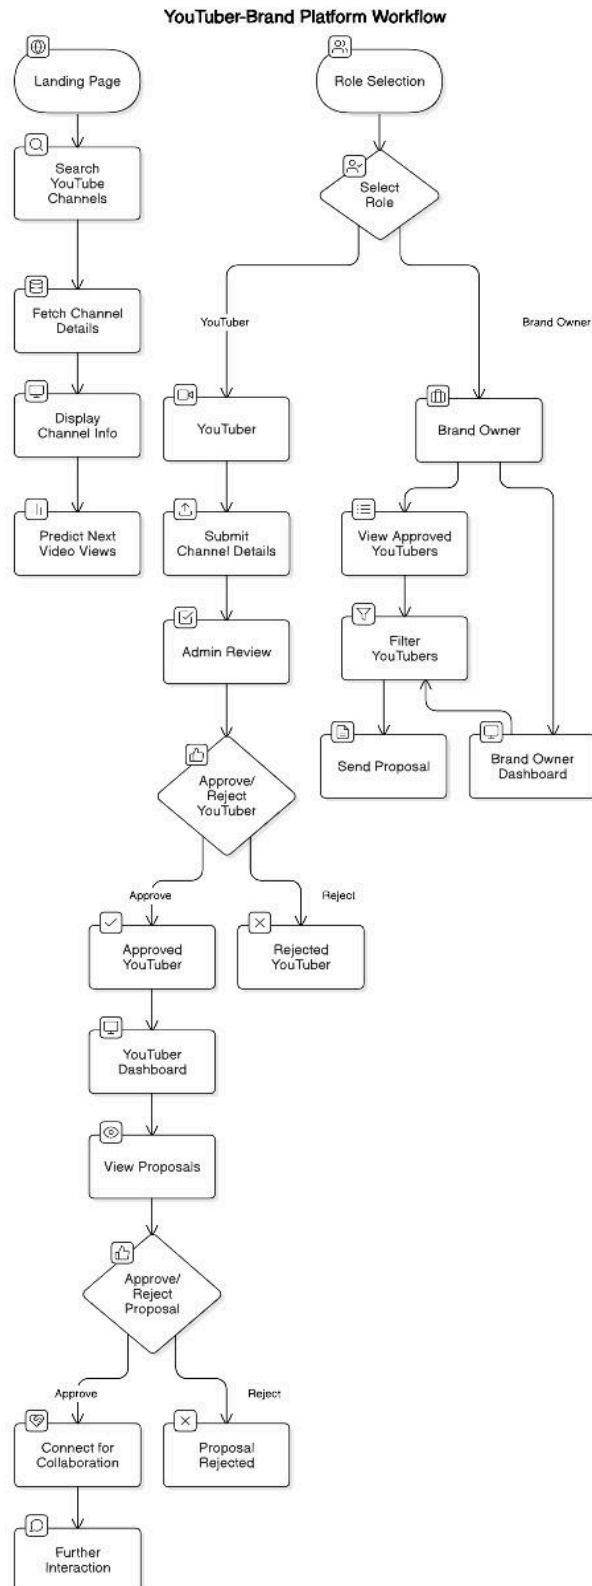 YouTuber-Brand Platform Workflow
Landing Page
Role Selection
Search
YouTube
Channels
Select
Role
Fetch Channel
Details
YouTuber
Brand Owner
Display
Channel Info
YouTuber
Brand Owner
Predict Next
Video Views
Submit
Channel Details
View Approved
YouTubers
Admin Review
Filter
YouTubers
Send Proposal
Brand Owner
Dashboard
Approve/
Reject
YouTuber
Approve
Reject
Approved
YouTuber
Rejected
YouTuber
YouTuber
Dashboard
View Proposals
Approve/
Reject
Proposal
Approve
Reject
Connect for
Collaboration
Proposal
Rejected
Further
Interaction